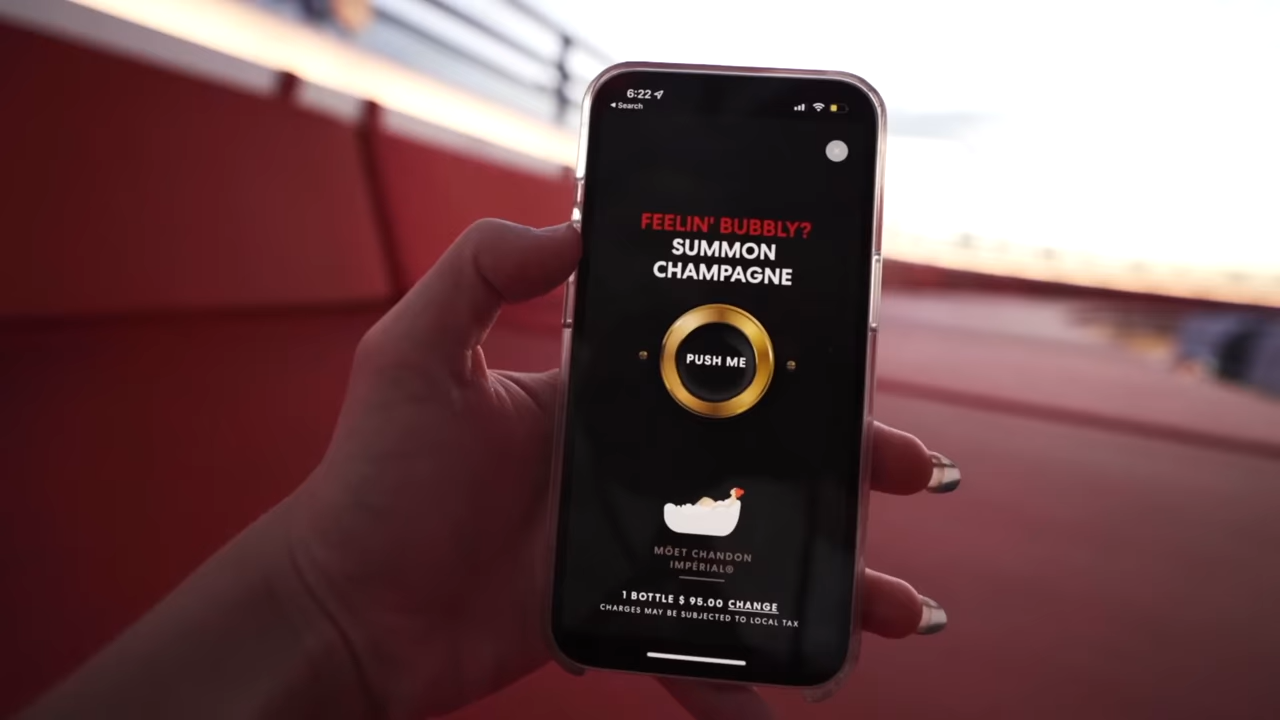 6:22
Search
FEELIN' BUBBLY?
SUMMON
CHAMPAGNE
PUSH ME
MÖET CHANDON
IMPÉRIAL®
1 BOTTLE $ 95.00 CHANGE
CHARGES MAY BE SUBJECTED TO LOCAL TAX